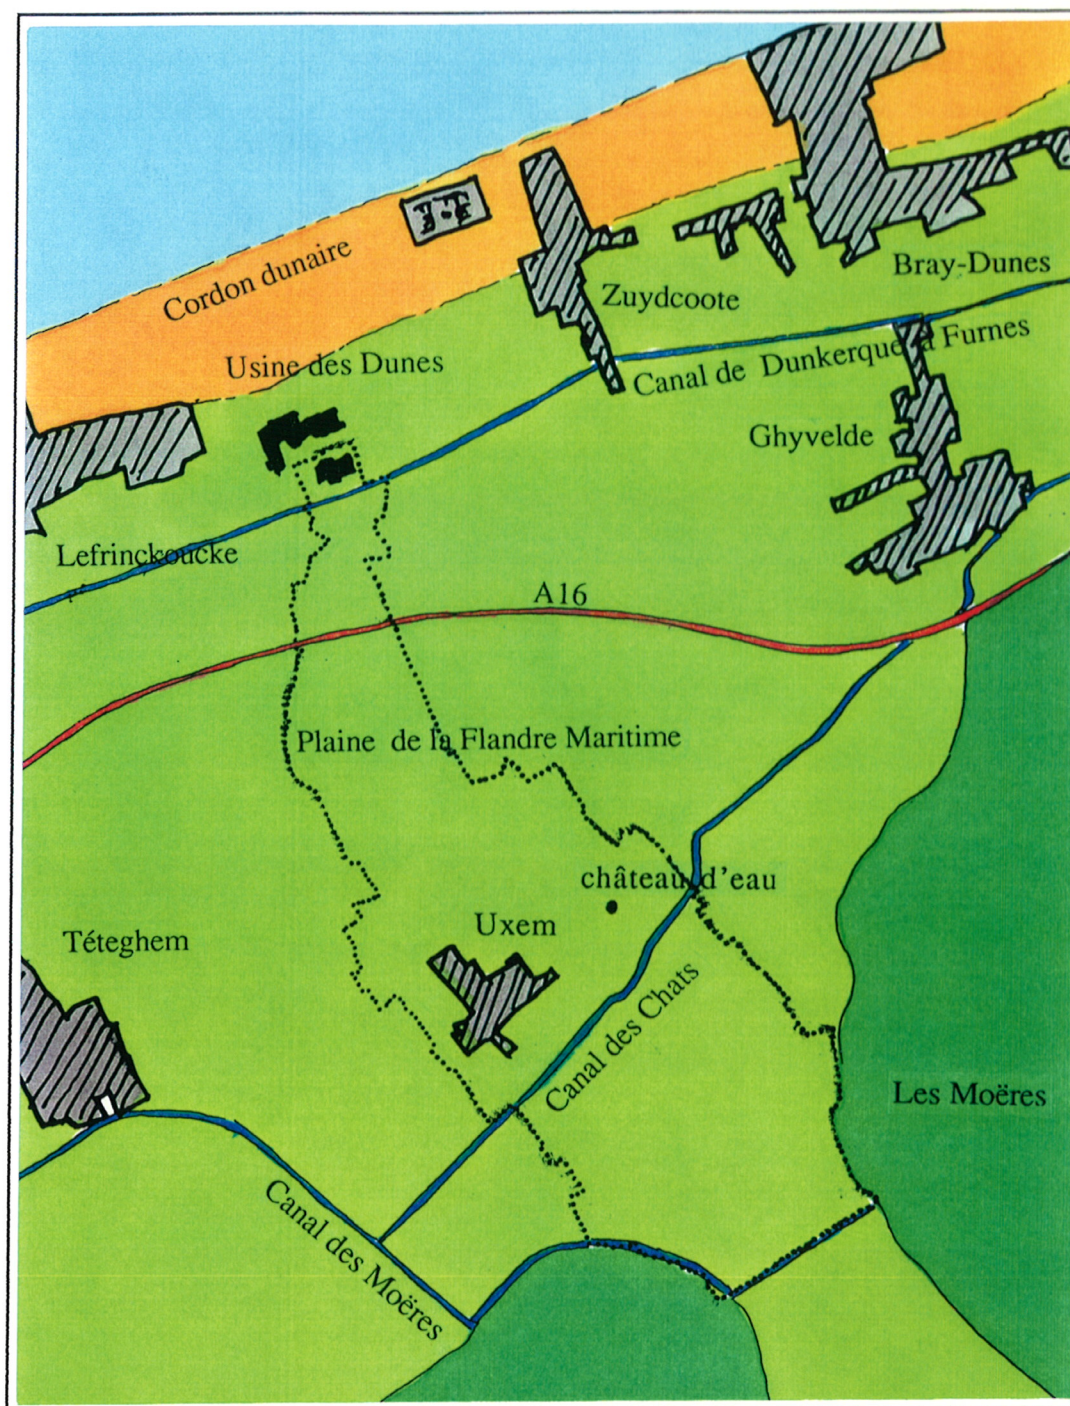 Cordon dunaire
Zuydcoote
Bray-Dunes
Usine des Dunes
Canal de Dunkerque à Furnes
Ghyvelde
Lefrinckoucke
A16
Plaine de la Flandre Maritime
château d'eau
Uxem
Téteghem
Canal des Chats
Les Moëres
Canal des Moëres